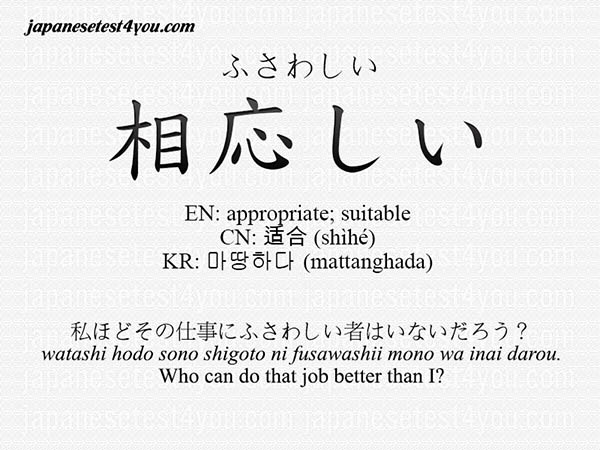 japanesetest4you.com
ふさわしい
相応しい
EN: appropriate; suitable
CN: 适合 (shìhé)
KR: 마땅하다 (mattanghada)
私ほどその仕事にふさわしい者はいないだろう？
watashi hodo sono shigoto ni fusawashii mono wa inai darou.
Who can do that job better than I?